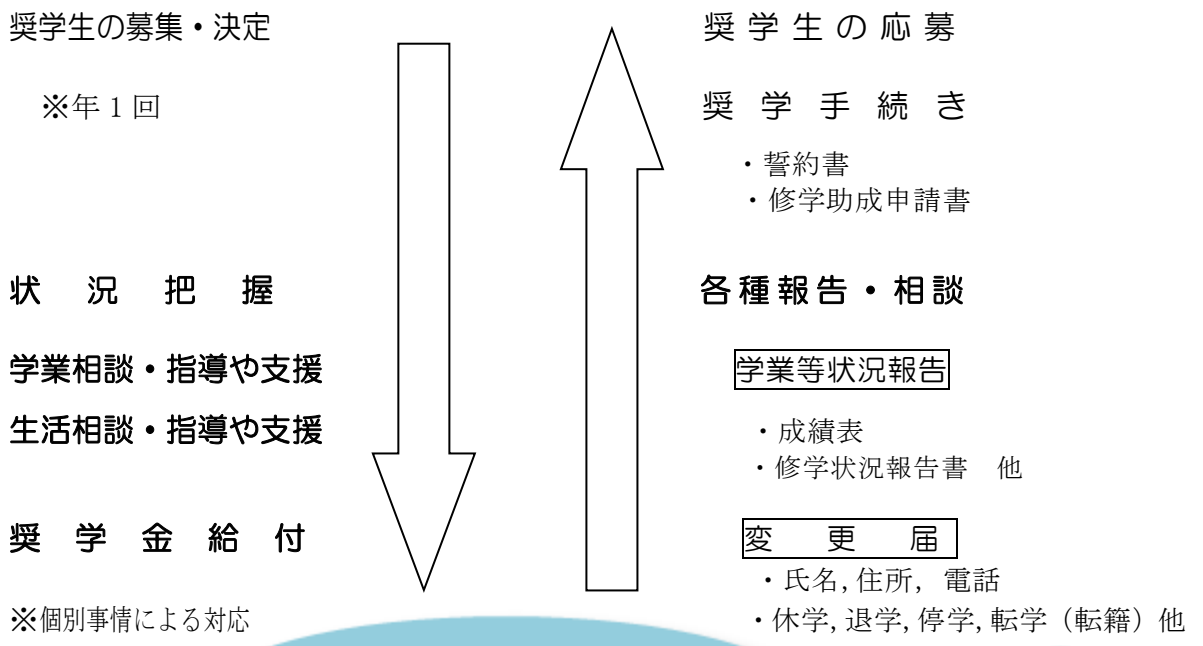 奨学生の募集・決定
※年1回
状況把握
学業相談・指導や支援
生活相談・指導や支援
奨学金給付
※個別事情による対応
奨学生の応募
奨学手続き
・誓約書
・修学助成申請書
各種報告・相談
学業等状況報告
・成績表
・修学状況報告書 他
変更届
・氏名,住所, 電話
・休学,退学,停学,転学（転籍）他